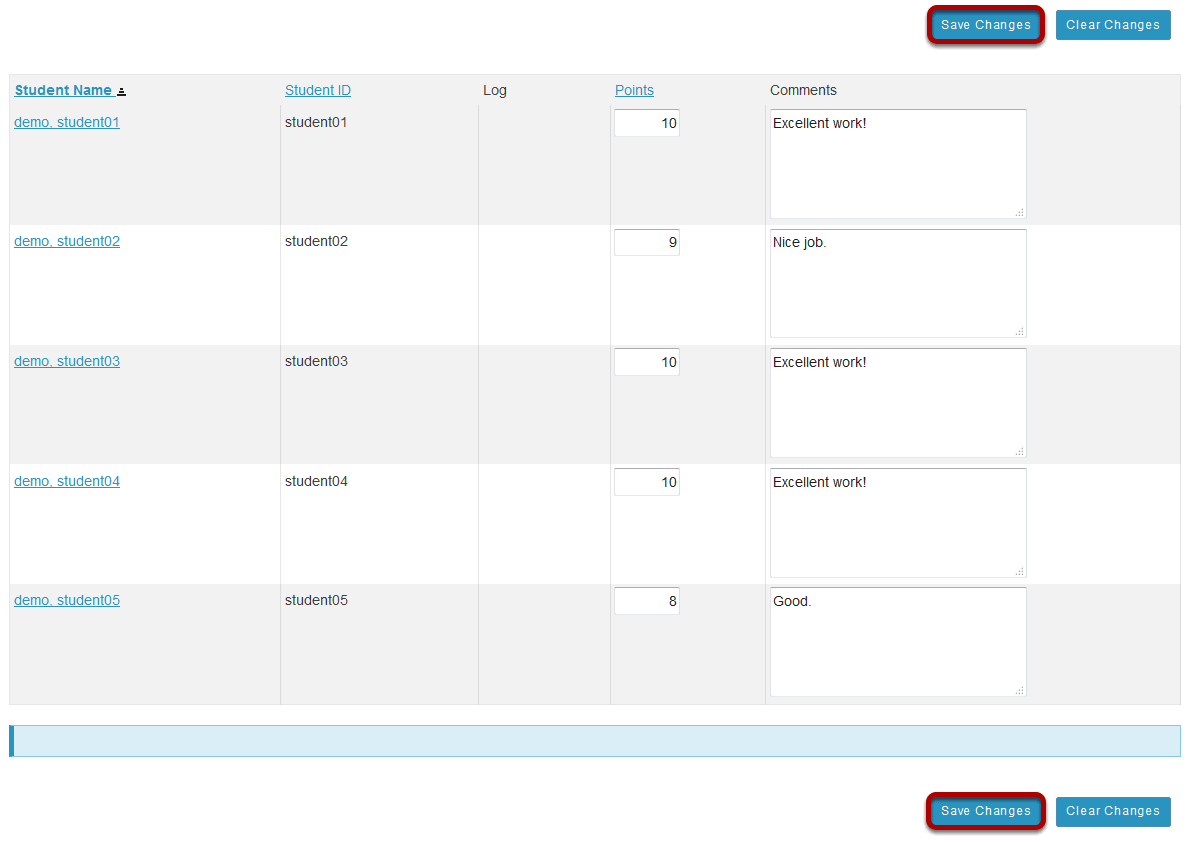 Save Changes Clear Changes
Student Name Student ID Log Points Comments
demo, student01 student01 10 Excellent work!
demo, student02 student02 9 Nice job.
demo, student03 student03 10 Excellent work!
demo, student04 student04 10 Excellent work!
demo, student05 student05 8 Good.
Save Changes Clear Changes